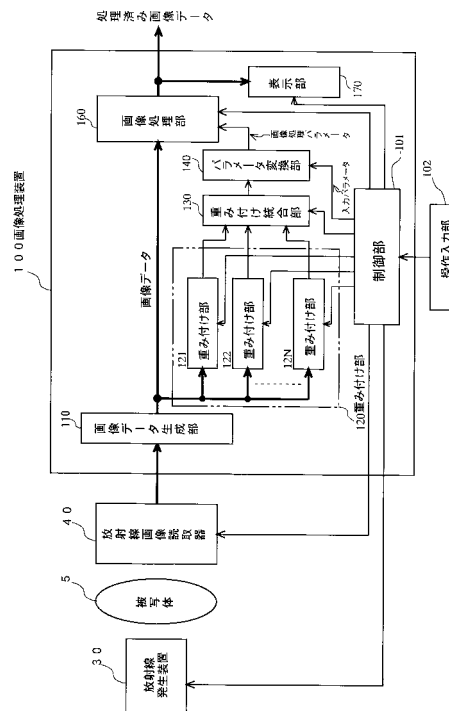 100画像処理装置
処理済み画像データ
160
画像処理部
表示部
170
画像データ
画像処理パラメータ
140
パラメータ変換部
入力パラメータ
130
重み付け統合部
101
制御部
102
操作入力部
121
重み付け部
122
重み付け部
12N
重み付け部
120重み付け部
110
画像データ生成部
40
放射線画像読取器
5
被写体
30
放射線
発生装置